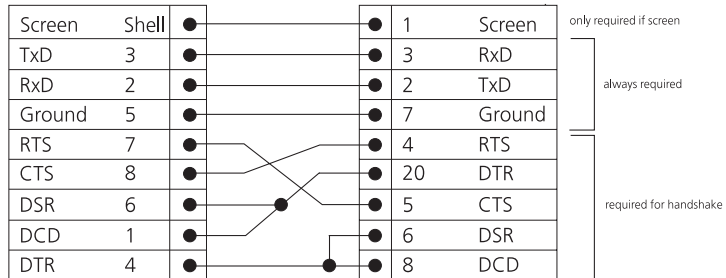 Screen Shell 1 Screen only required if screen
TxD 3 3 RxD
RxD 2 2 TxD always required
Ground 5 7 Ground
RTS 7 4 RTS
CTS 8 20 DTR
DSR 6 5 CTS required for handshake
DCD 1 6 DSR
DTR 4 8 DCD